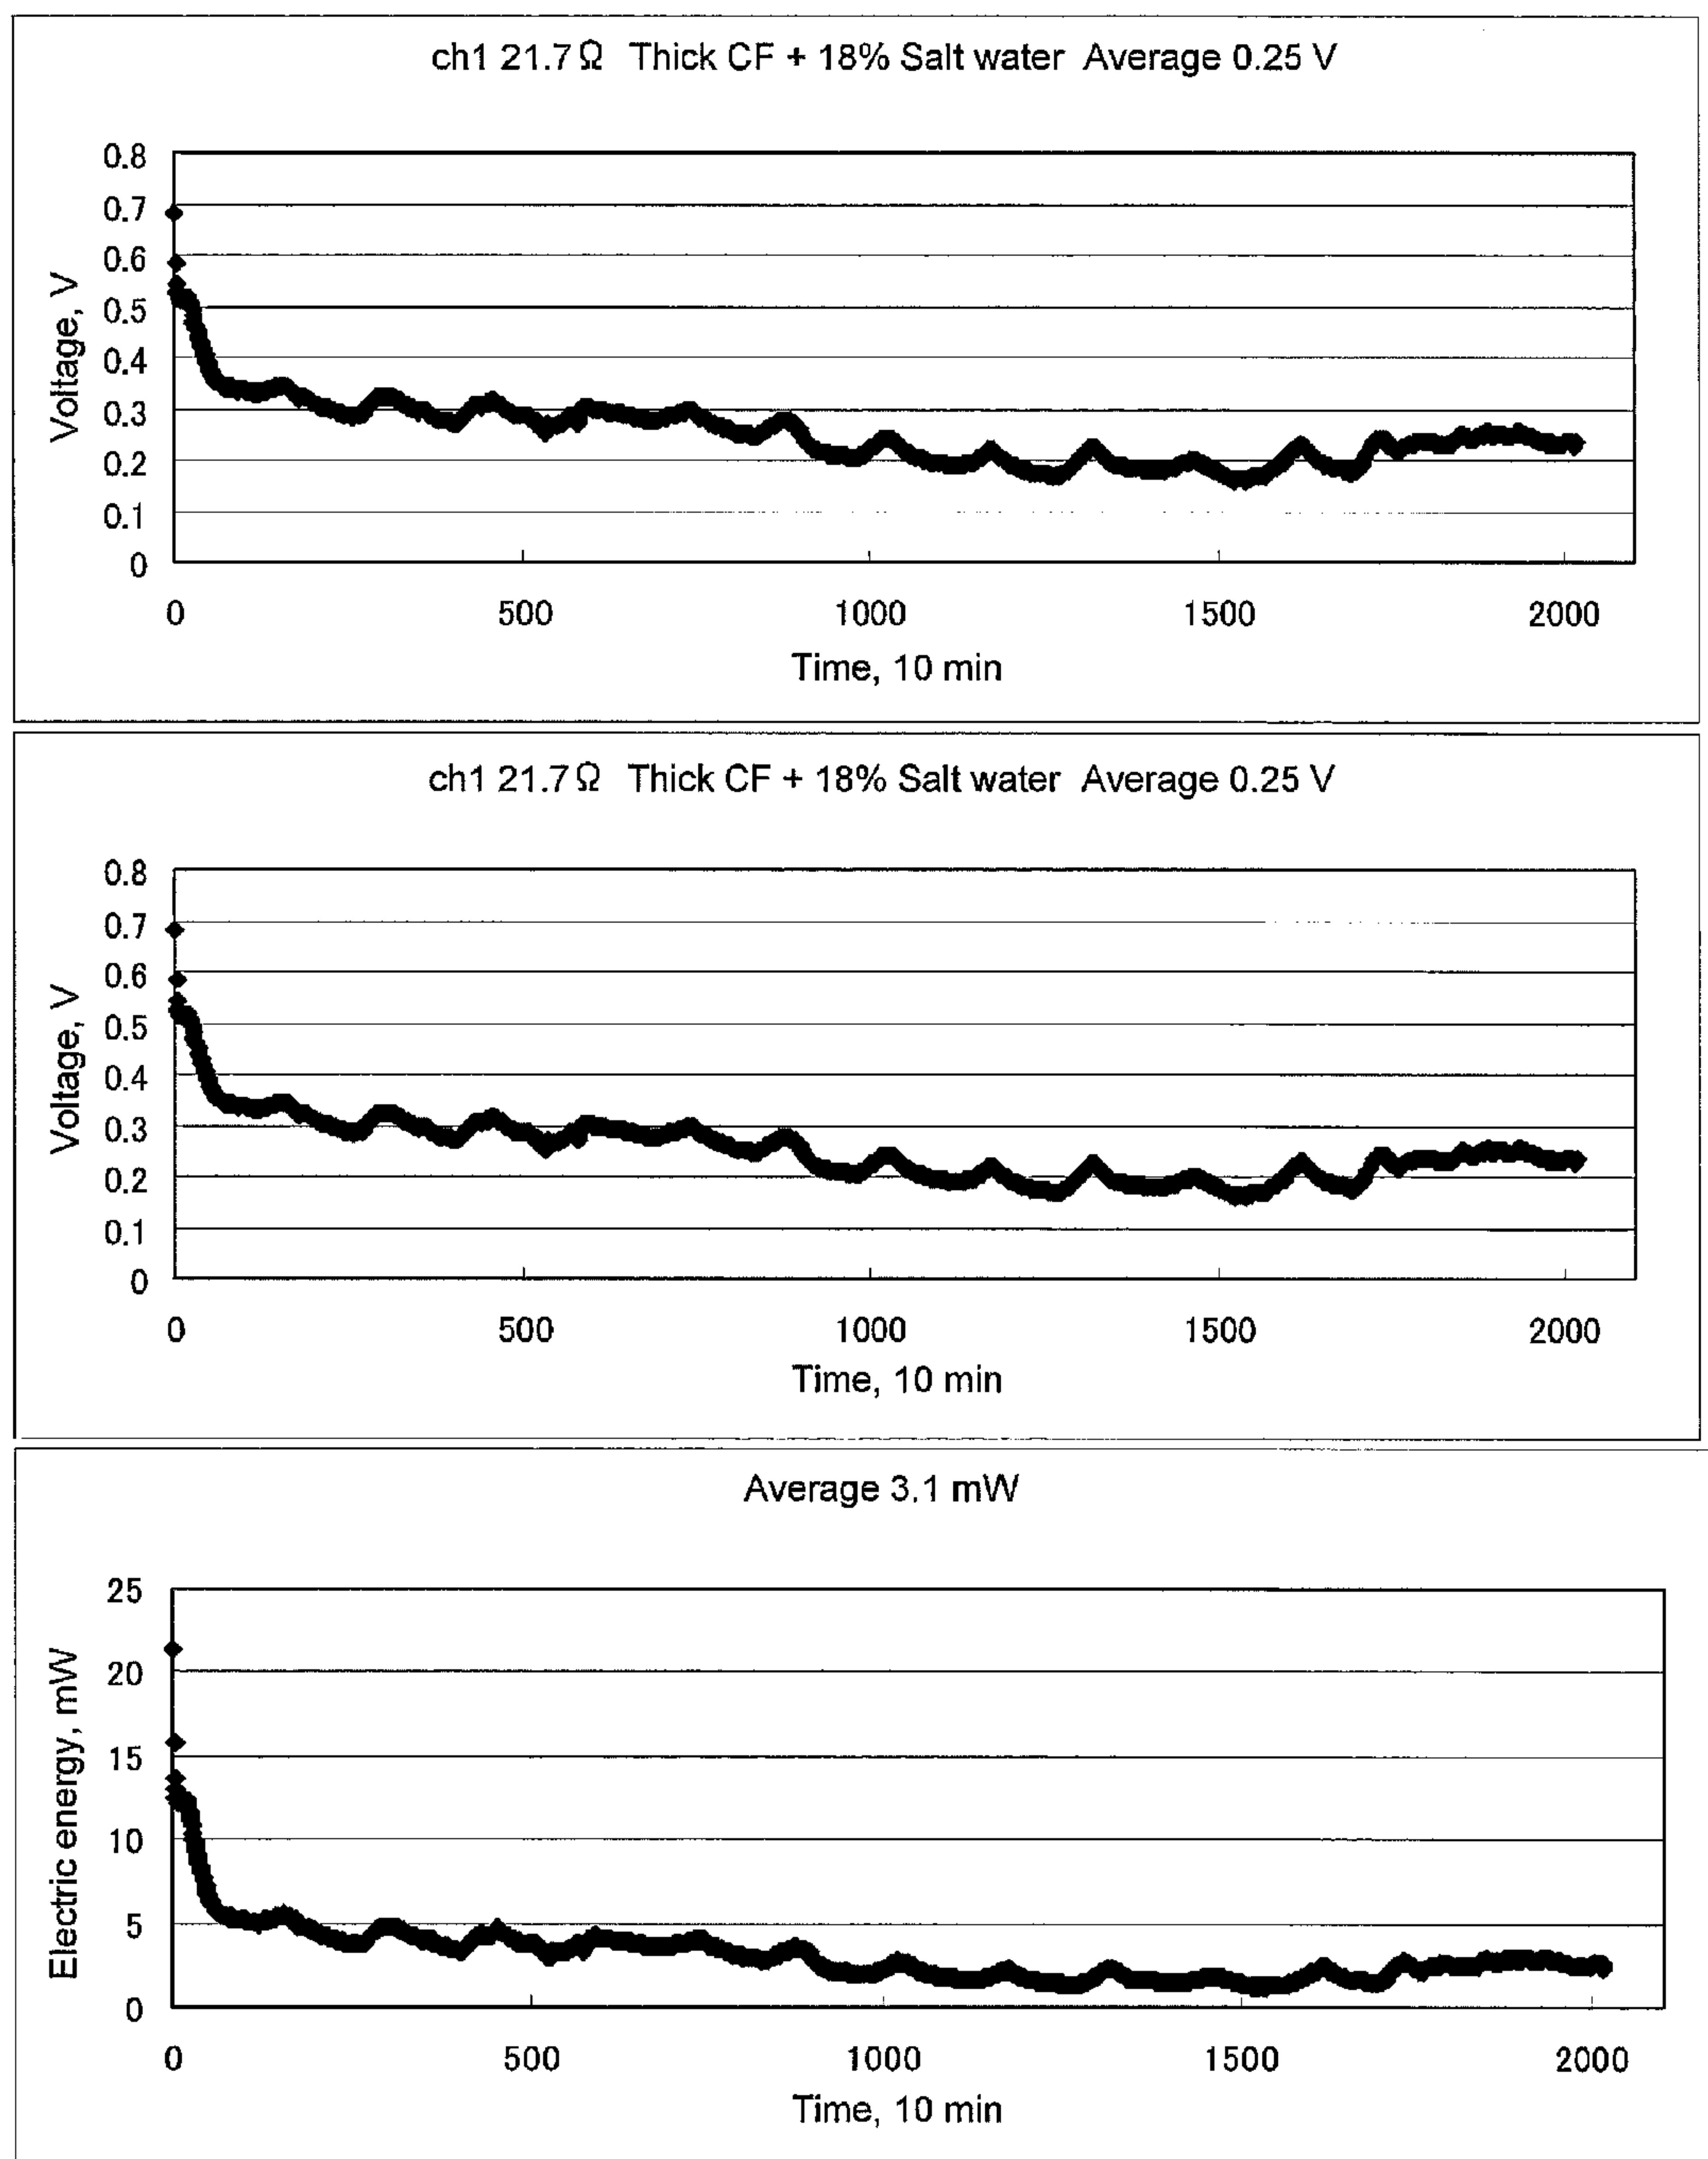 ch1 21.7Ω Thick CF + 18% Salt water Average 0.25 V
0.8
0.7
0.6
0.5
0.4
0.3
0.2
0.1
0
Voltage, V
0 500 1000 1500 2000
Time, 10 min
ch1 21.7Ω Thick CF + 18% Salt water Average 0.25 V
0.8
0.7
0.6
0.5
0.4
0.3
0.2
0.1
0
Voltage, V
0 500 1000 1500 2000
Time, 10 min
Average 3.1 mW
25
20
15
10
5
0
Electric energy, mW
0 500 1000 1500 2000
Time, 10 min